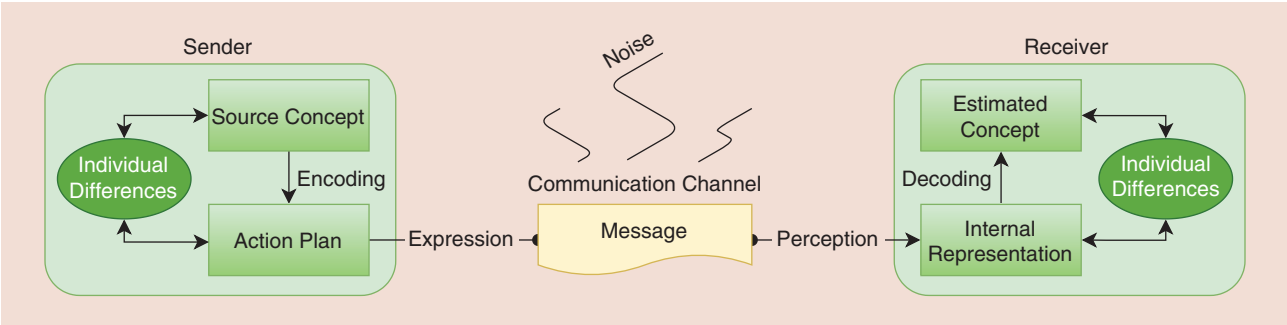 Sender
Noise
Receiver
Source Concept
Individual
Differences
Encoding
Action Plan
Expression
Communication Channel
Message
Perception
Estimated
Concept
Decoding
Individual
Differences
Internal
Representation